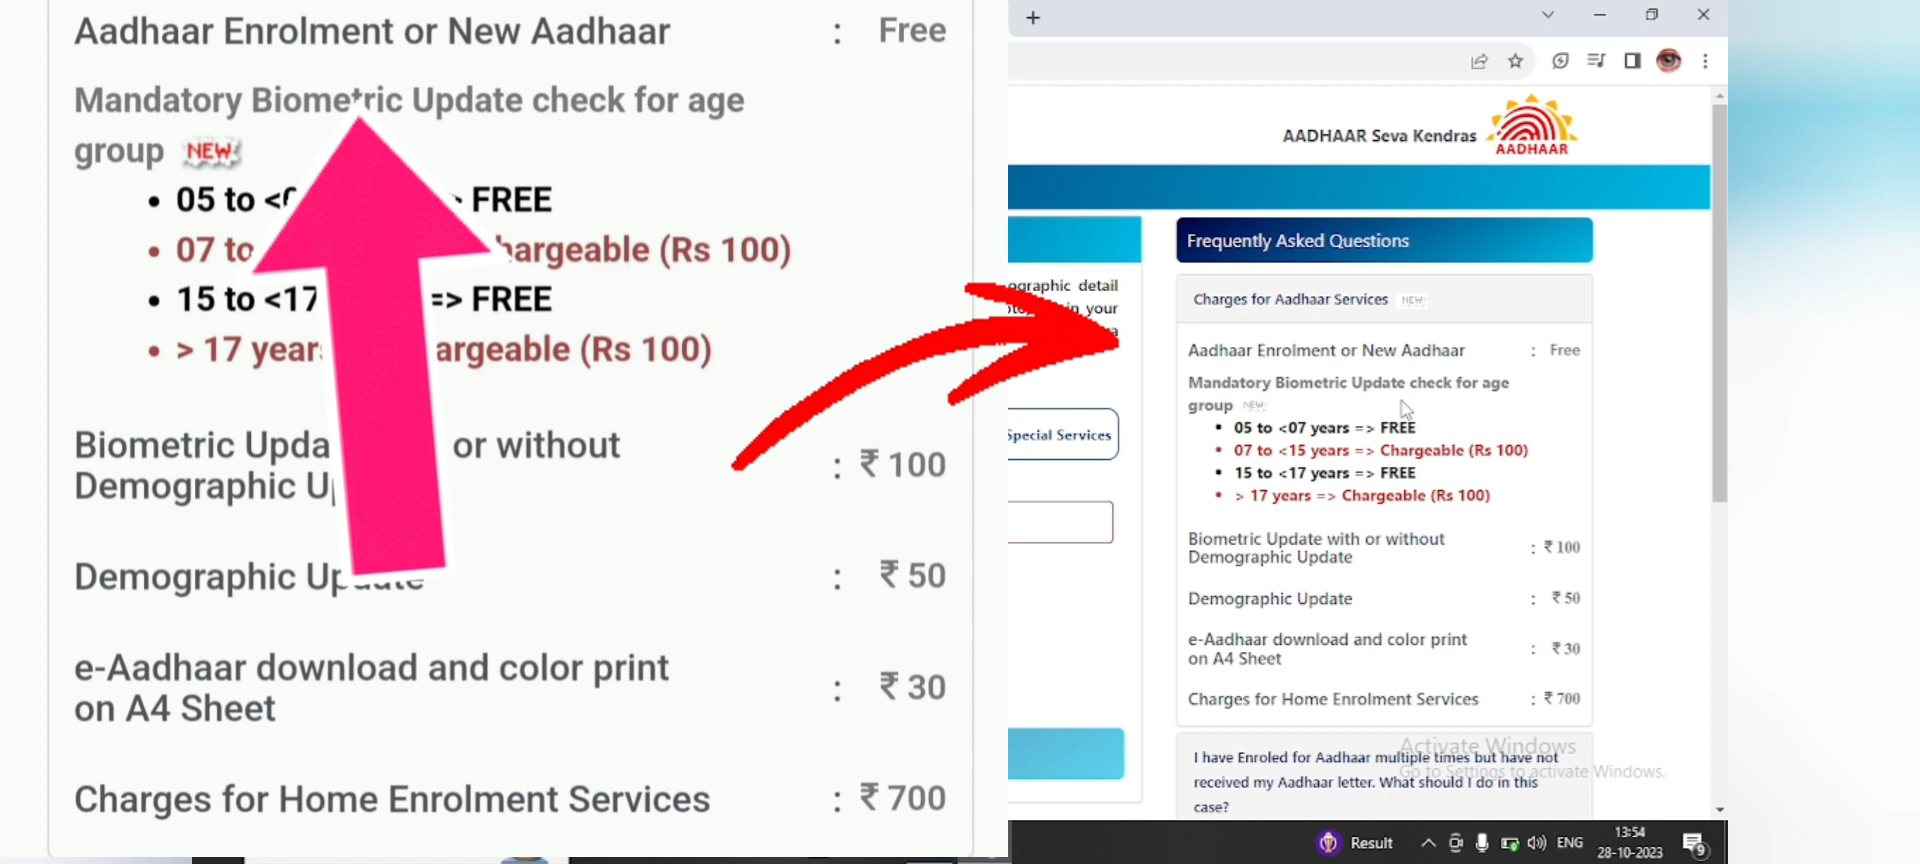 Aadhaar Enrolment or New Aadhaar : Free
Mandatory Biometric Update check for age
group NEW
• 05 to < > FREE
• 07 to hargeable (Rs 100)
• 15 to <17 => FREE
• > 17 year argeable (Rs 100)
Biometric Upda or without
Demographic Up : ₹ 100
Demographic Update : ₹ 50
e-Aadhaar download and color print
on A4 Sheet : ₹ 30
Charges for Home Enrolment Services : ₹ 700
AADHAAR Seva Kendras
AADHAAR
Frequently Asked Questions
ographic detail
in your
Special Services
Charges for Aadhaar Services NEW
Aadhaar Enrolment or New Aadhaar : Free
Mandatory Biometric Update check for age
group NEW
• 05 to <07 years => FREE
• 07 to <15 years => Chargeable (Rs 100)
• 15 to <17 years => FREE
• > 17 years => Chargeable (Rs 100)
Biometric Update with or without
Demographic Update : ₹ 100
Demographic Update : ₹ 50
e-Aadhaar download and color print
on A4 Sheet : ₹ 30
Charges for Home Enrolment Services : ₹ 700
Activate Windows
Go to Settings to activate Windows.
I have Enroled for Aadhaar multiple times but have not
received my Aadhaar letter. What should I do in this
case?
Result ENG 13:54
28-10-2023 9